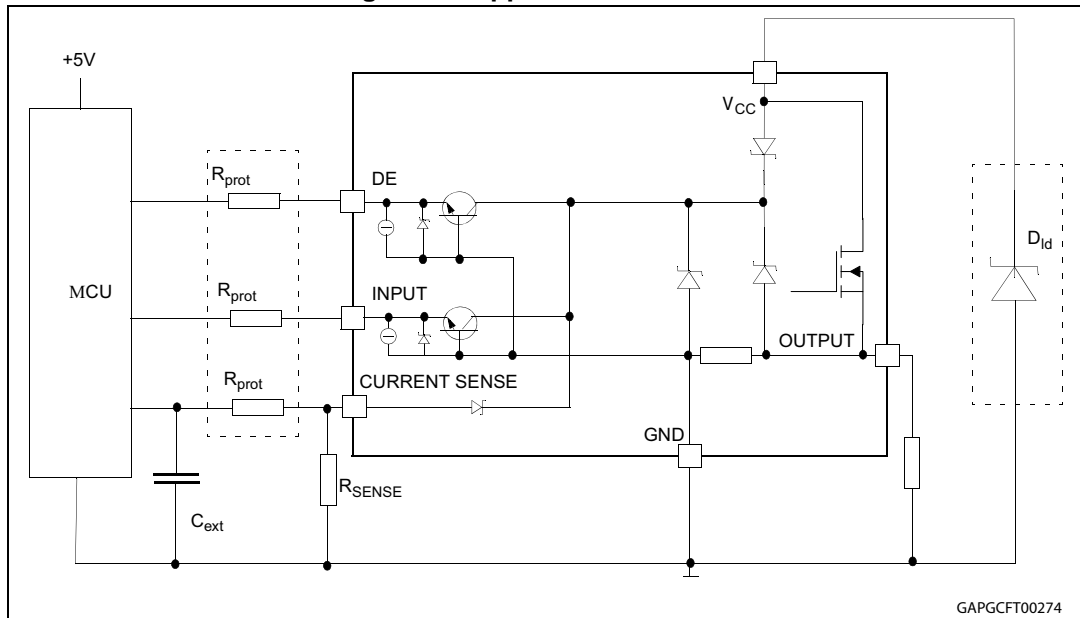 +5V
VCC
Rprot
DE
Dld
MCU
Rprot
INPUT
OUTPUT
Rprot
CURRENT SENSE
GND
RSENSE
Cext
GAPGCFT00274